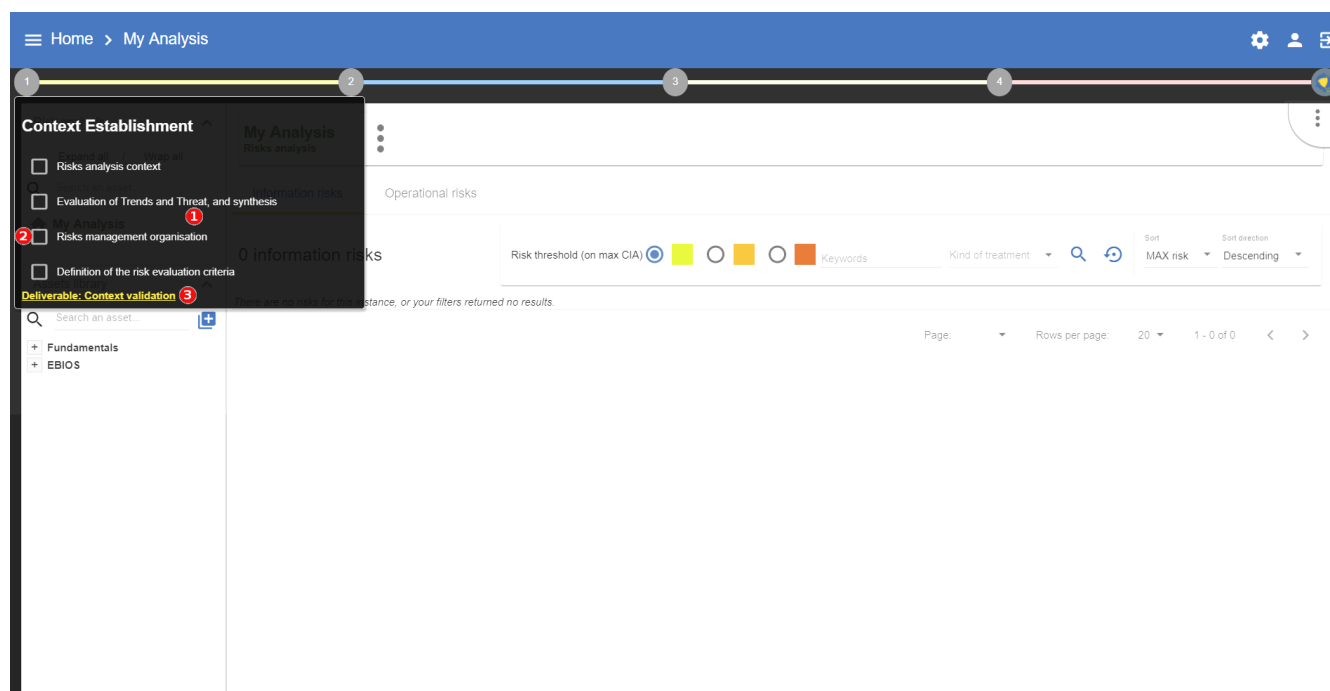 Home > My Analysis
1 2 3 4
Context Establishment
My Analysis
Risks analysis
Risks analysis context
Evaluation of Trends and Threat, and synthesis
Information risks Operational risks
1
My Analysis
2 Risks management organisation
0 information risks
Risk threshold (on max CIA) Keywords Kind of treatment
Sort Sort direction
MAX risk Descending
Definition of the risk evaluation criteria
Assets library
Deliverable: Context validation 3
There are no risks for this instance, or your filters returned no results.
Search an asset...
Page: Rows per page: 20 1 - 0 of 0
+ Fundamentals
+ EBIOS